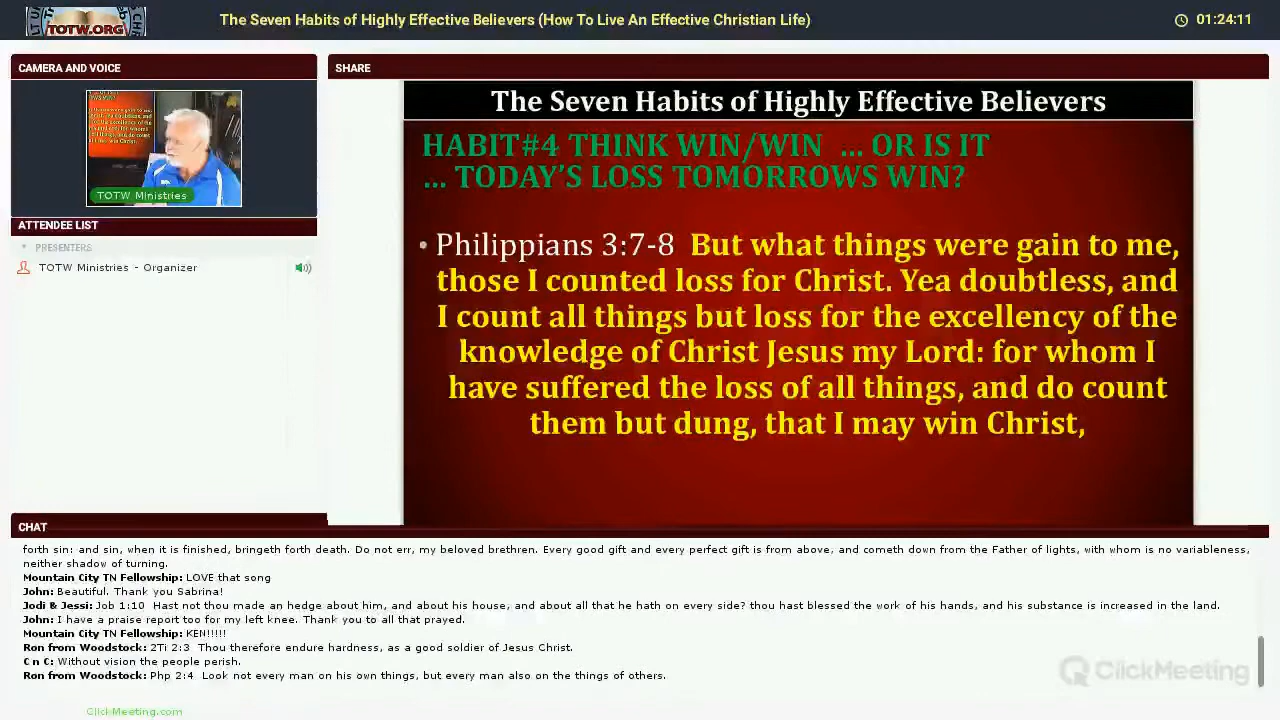 TOTW.ORG
The Seven Habits of Highly Effective Believers (How To Live An Effective Christian Life)
01:24:11
CAMERA AND VOICE
TOTW Ministries
ATTENDEE LIST
PRESENTERS
TOTW Ministries - Organizer
SHARE
The Seven Habits of Highly Effective Believers
HABIT#4 THINK WIN/WIN … OR IS IT
… TODAY'S LOSS TOMORROWS WIN?
• Philippians 3:7-8 But what things were gain to me,
those I counted loss for Christ. Yea doubtless, and
I count all things but loss for the excellency of the
knowledge of Christ Jesus my Lord: for whom I
have suffered the loss of all things, and do count
them but dung, that I may win Christ,
CHAT
forth sin: and sin, when it is finished, bringeth forth death. Do not err, my beloved brethren. Every good gift and every perfect gift is from above, and cometh down from the Father of lights, with whom is no variableness,
neither shadow of turning.
Mountain City TN Fellowship: LOVE that song
John: Beautiful. Thank you Sabrina!
Jodi & Jessi: Job 1:10 Hast not thou made an hedge about him, and about his house, and about all that he hath on every side? thou hast blessed the work of his hands, and his substance is increased in the land.
John: I have a praise report too for my left knee. Thank you to all that prayed.
Mountain City TN Fellowship: KEN!!!!!
Ron from Woodstock: 2Ti 2:3 Thou therefore endure hardness, as a good soldier of Jesus Christ.
C n C: Without vision the people perish.
Ron from Woodstock: Php 2:4 Look not every man on his own things, but every man also on the things of others.
ClickMeeting
ClickMeeting.com